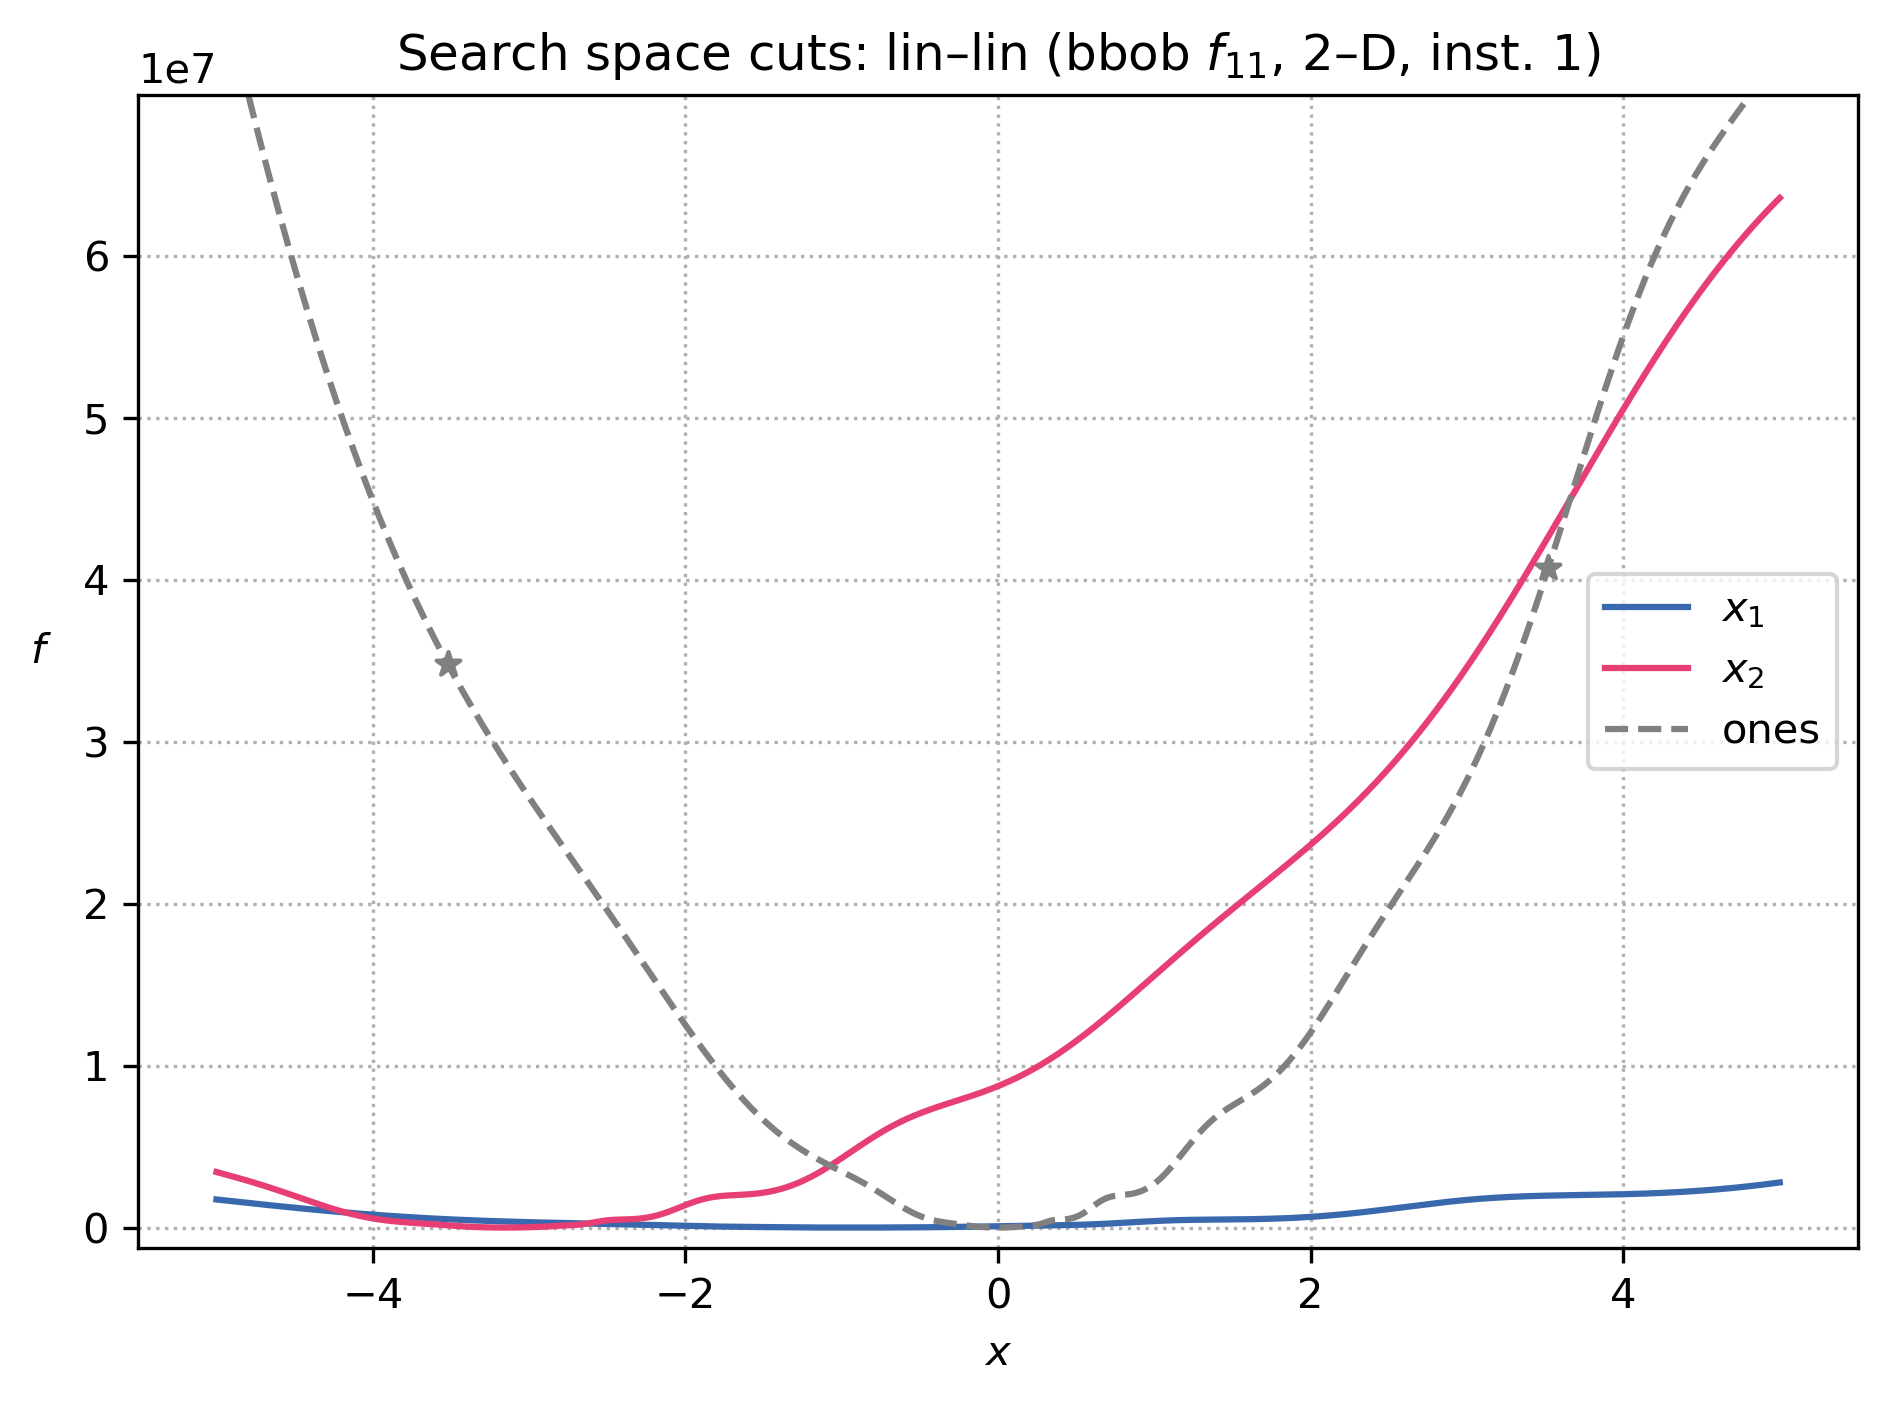 Search space cuts: lin–lin (bbob f₁₁, 2–D, inst. 1)
1e7
6
5
4
3
2
1
0
f
x₁
x₂
ones
−4 −2 0 2 4
x